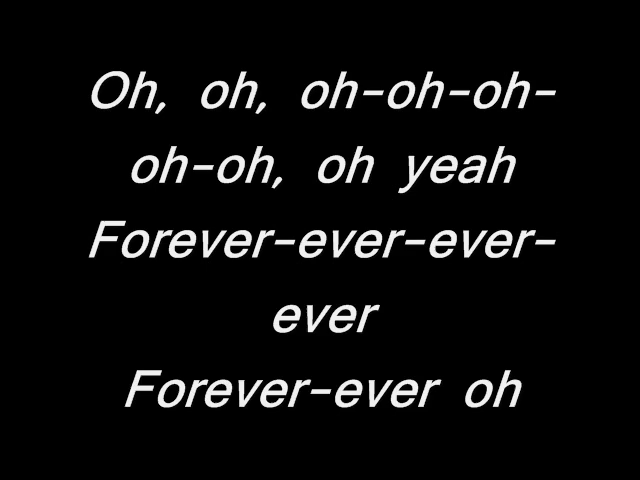 Oh, oh, oh-oh-oh-
oh-oh, oh yeah
Forever-ever-ever-
ever
Forever-ever oh